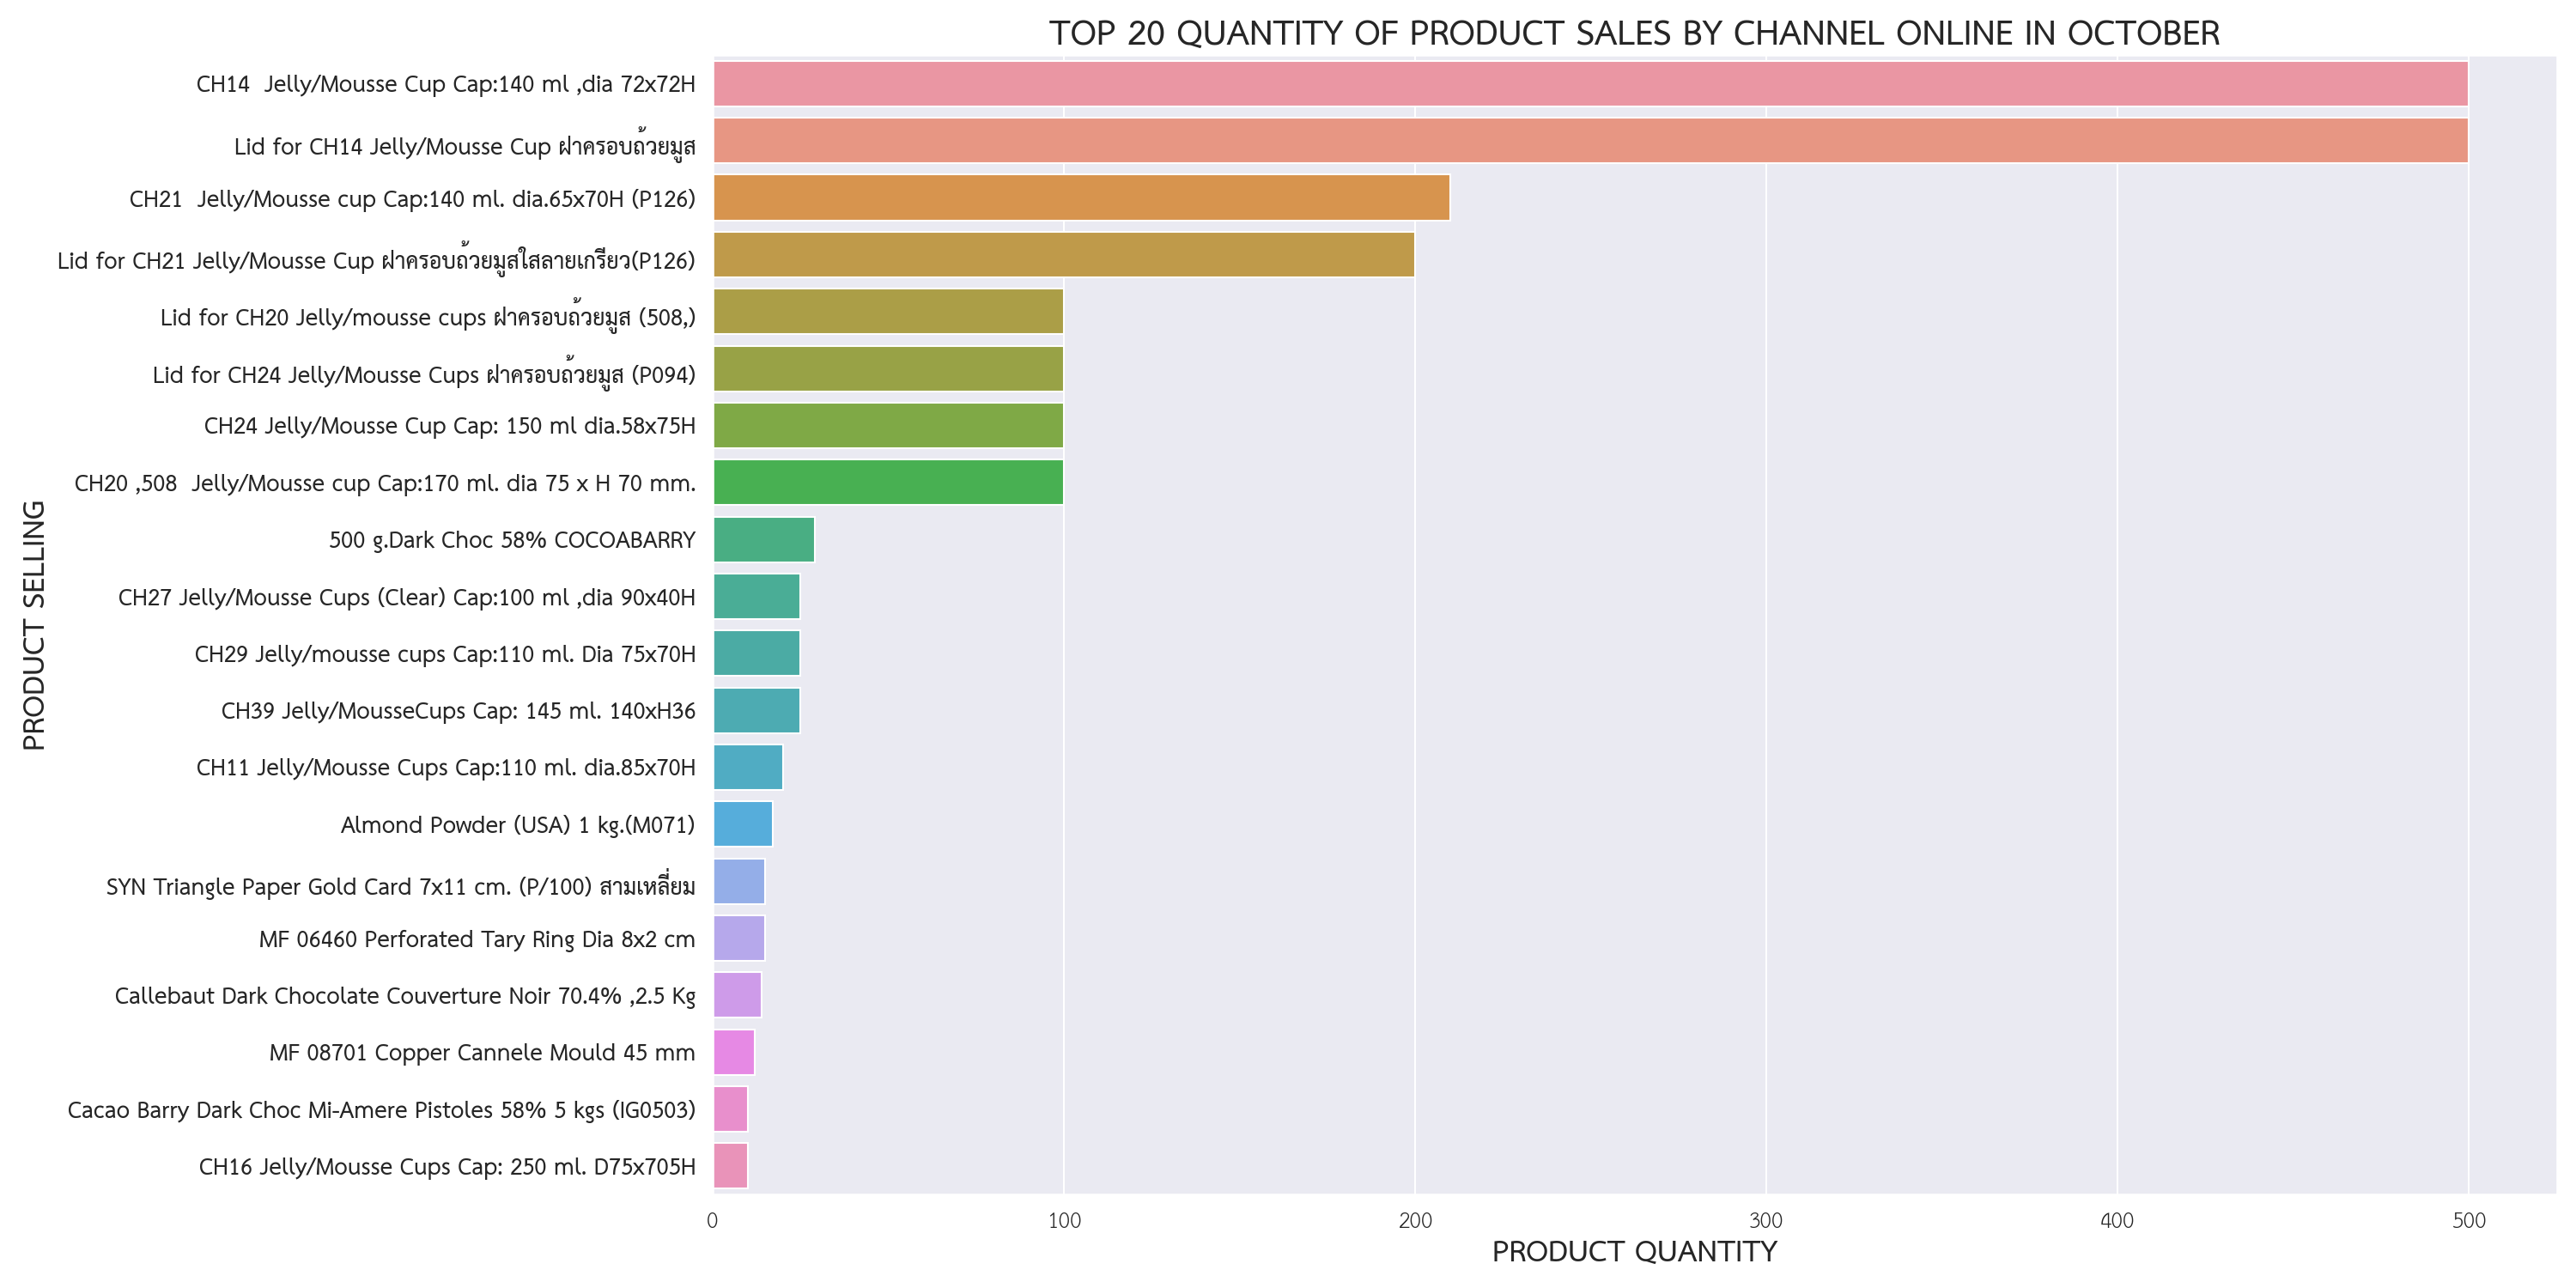 TOP 20 QUANTITY OF PRODUCT SALES BY CHANNEL ONLINE IN OCTOBER
PRODUCT SELLING
CH14  Jelly/Mousse Cup Cap:140 ml ,dia 72x72H
Lid for CH14 Jelly/Mousse Cup ฝาครอบถ้วยมูส
CH21  Jelly/Mousse cup Cap:140 ml. dia.65x70H (P126)
Lid for CH21 Jelly/Mousse Cup ฝาครอบถ้วยมูสใสลายเกรียว(P126)
Lid for CH20 Jelly/mousse cups ฝาครอบถ้วยมูส (508,)
Lid for CH24 Jelly/Mousse Cups ฝาครอบถ้วยมูส (P094)
CH24 Jelly/Mousse Cup Cap: 150 ml dia.58x75H
CH20 ,508  Jelly/Mousse cup Cap:170 ml. dia 75 x H 70 mm.
500 g.Dark Choc 58% COCOABARRY
CH27 Jelly/Mousse Cups (Clear) Cap:100 ml ,dia 90x40H
CH29 Jelly/mousse cups Cap:110 ml. Dia 75x70H
CH39 Jelly/MousseCups Cap: 145 ml. 140xH36
CH11 Jelly/Mousse Cups Cap:110 ml. dia.85x70H
Almond Powder (USA) 1 kg.(M071)
SYN Triangle Paper Gold Card 7x11 cm. (P/100) สามเหลี่ยม
MF 06460 Perforated Tary Ring Dia 8x2 cm
Callebaut Dark Chocolate Couverture Noir 70.4% ,2.5 Kg
MF 08701 Copper Cannele Mould 45 mm
Cacao Barry Dark Choc Mi-Amere Pistoles 58% 5 kgs (IG0503)
CH16 Jelly/Mousse Cups Cap: 250 ml. D75x705H
0 100 200 300 400 500
PRODUCT QUANTITY